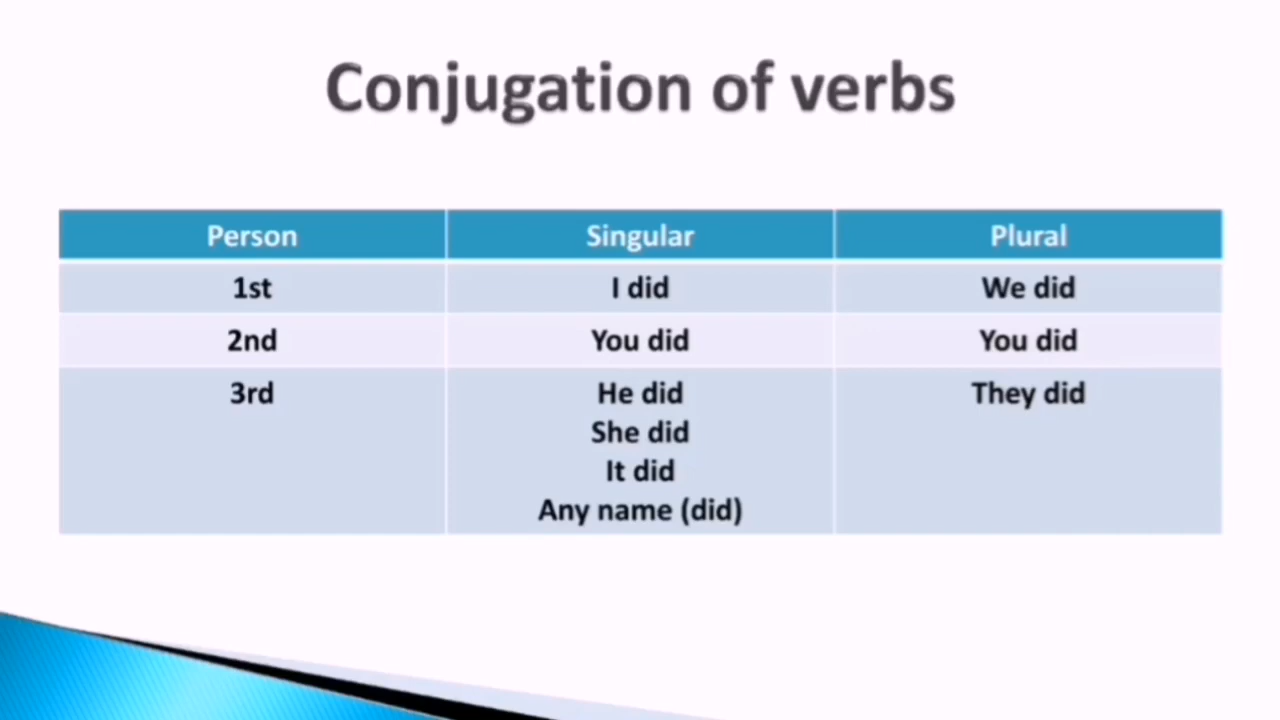 Conjugation of verbs
Person Singular Plural
1st I did We did
2nd You did You did
3rd He did They did
She did
It did
Any name (did)